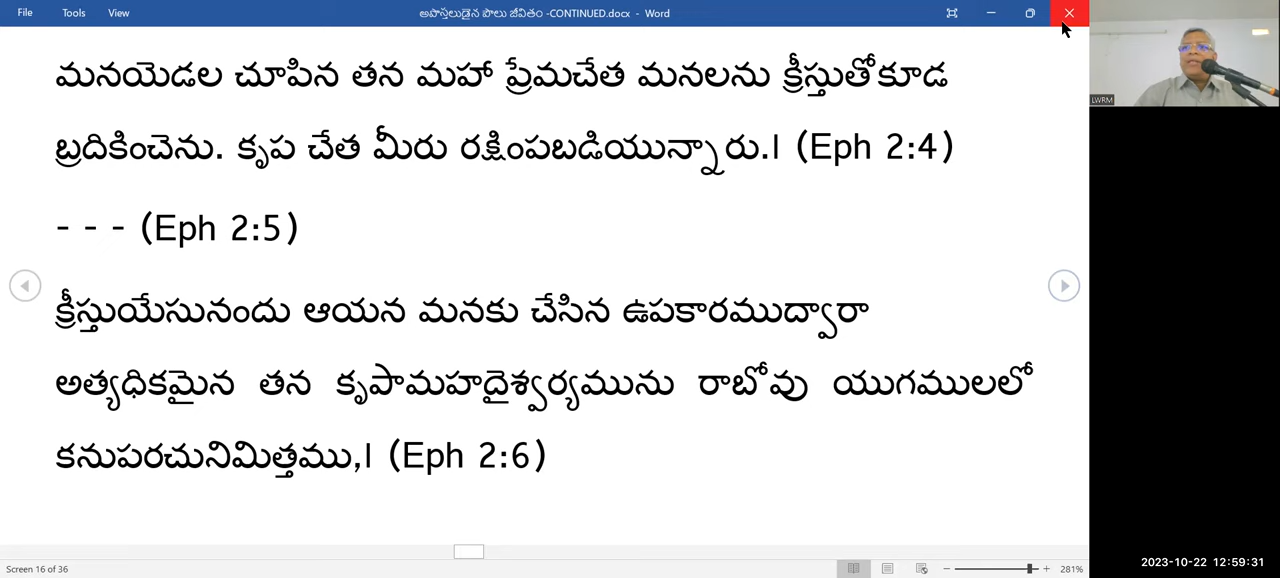 File Tools View అపొస్తలుడైన పౌలు జీవితం -CONTINUED.docx - Word
మనయెడల చూపిన తన మహా ప్రేమచేత మనలను క్రీస్తుతోకూడ
LWRM
బ్రదికించెను. కృప చేత మీరు రక్షింపబడియున్నారు.| (Eph 2:4)
- - - (Eph 2:5)
క్రీస్తుయేసునందు ఆయన మనకు చేసిన ఉపకారముద్వారా
అత్యధికమైన తన కృపామహదైశ్వర్యమును రాబోవు యుగములలో
కనుపరచునిమిత్తము,| (Eph 2:6)
2023-10-22 12:59:31
Screen 16 of 36 281%